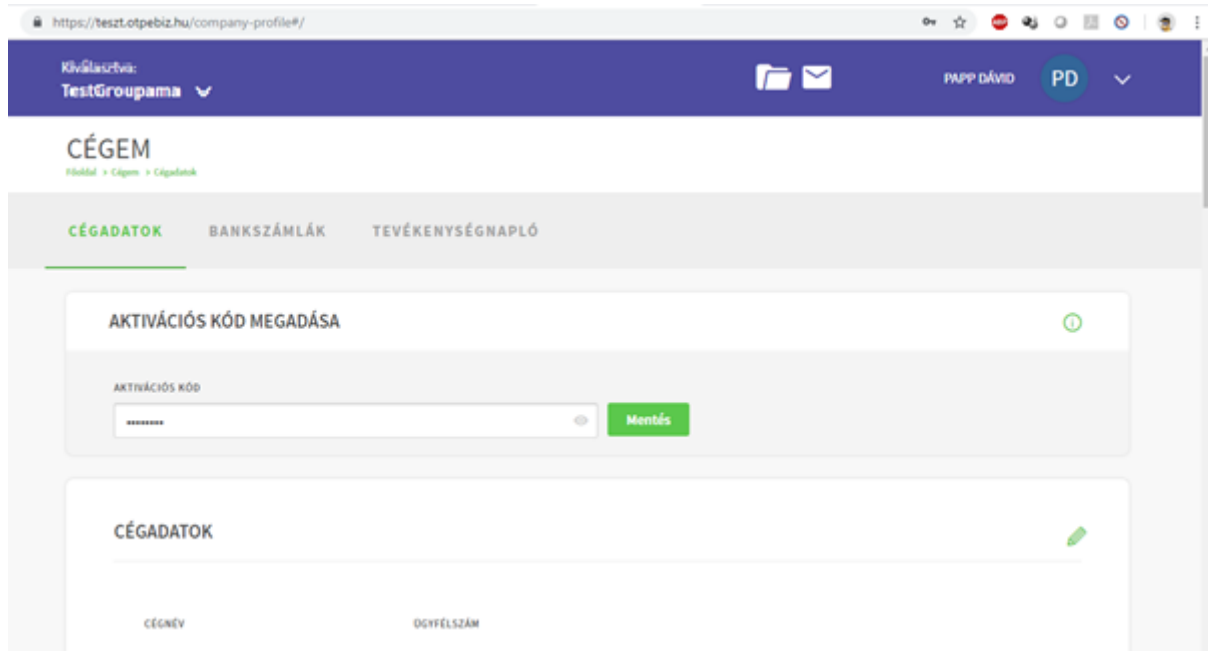 https://teszt.otpebiz.hu/company-profile#/
Kiválasztva:
TestGroupama
PAPP DÁVID
PD
CÉGEM
Főoldal > Cégem > Cégadatok
CÉGADATOK BANKSZÁMLÁK TEVÉKENYSÉGNAPLÓ
AKTIVÁCIÓS KÓD MEGADÁSA
AKTIVÁCIÓS KÓD
••••••••
Mentés
CÉGADATOK
CÉGNÉV ÜGYFÉLSZÁM